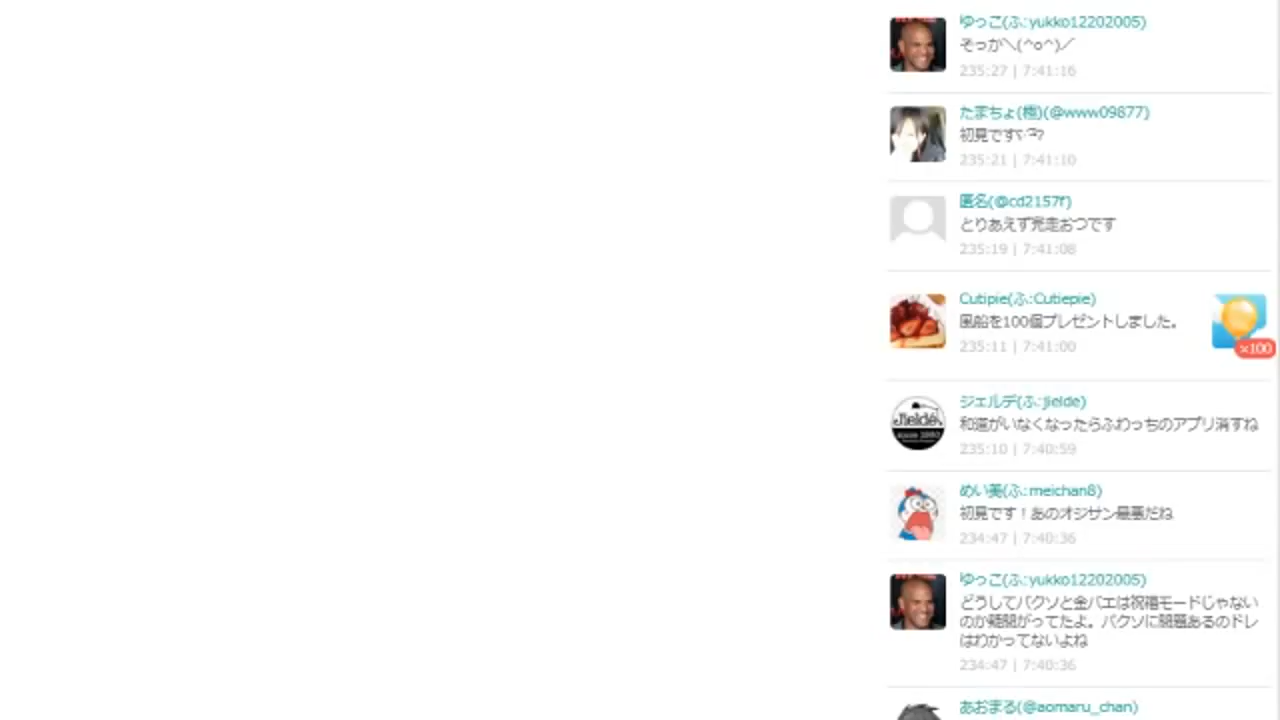 ゆっこ(ふ:yukko12202005)
そっか＼(^o^)／
235:27 | 7:41:16
たまちょ(樹)(@www09877)
初見です
235:21 | 7:41:10
匿名(@cd2157f)
とりあえず完走おつです
235:19 | 7:41:08
Cutipie(ふ:Cutiepie)
風船を100個プレゼントしました。
×100
235:11 | 7:41:00
ジェルデ(ふ:jielde)
Jieldé
和道がいなくなったらふわっちのアプリ消すね
235:10 | 7:40:59
めい美(ふ:meichan8)
初見です！あのオジサン最悪だね
234:47 | 7:40:36
ゆっこ(ふ:yukko12202005)
どうしてバクソと金バエは祝福モードじゃない
のか疑問がってたよ。バクソに問題あるのドレ
はわかってないよね
234:47 | 7:40:36
あおまる(@aomaru_chan)